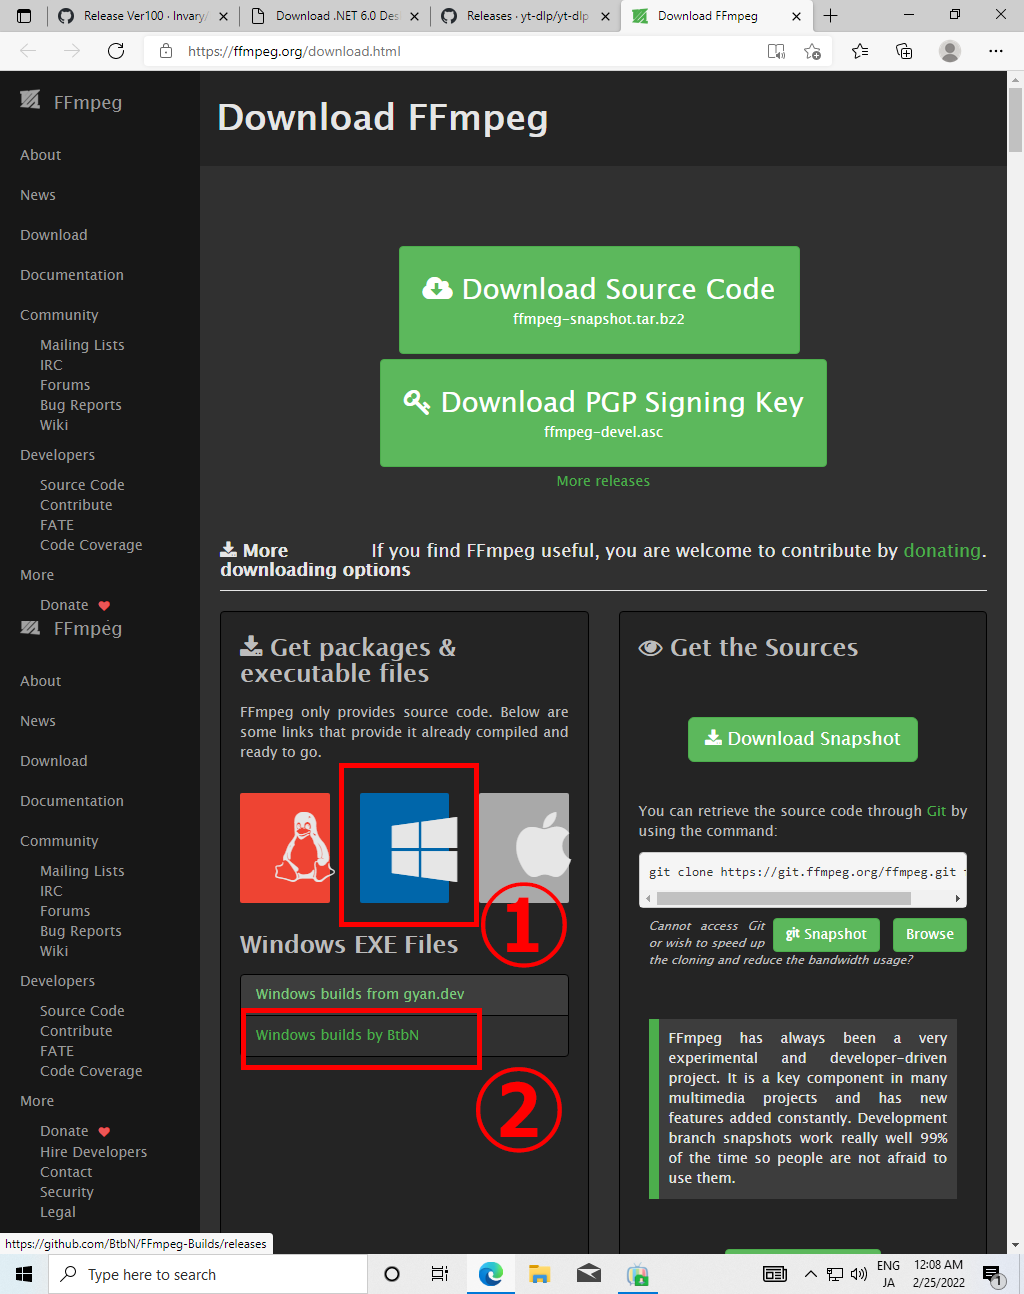 Release Ver100 · Invary/
Download .NET 6.0 Des
Releases · yt-dlp/yt-dlp
Download FFmpeg
https://ffmpeg.org/download.html
FFmpeg
About
News
Download
Documentation
Community
Mailing Lists
IRC
Forums
Bug Reports
Wiki
Developers
Source Code
Contribute
FATE
Code Coverage
More
Donate
FFmpeg
About
News
Download
Documentation
Community
Mailing Lists
IRC
Forums
Bug Reports
Wiki
Developers
Source Code
Contribute
FATE
Code Coverage
More
Donate
Hire Developers
Contact
Security
Legal
Download FFmpeg
Download Source Code
ffmpeg-snapshot.tar.bz2
Download PGP Signing Key
ffmpeg-devel.asc
More releases
More downloading options
If you find FFmpeg useful, you are welcome to contribute by donating.
Get packages &
executable files
FFmpeg only provides source code. Below are
some links that provide it already compiled and
ready to go.
①
Windows EXE Files
Windows builds from gyan.dev
Windows builds by BtbN
②
Get the Sources
Download Snapshot
You can retrieve the source code through Git by
using the command:
git clone https://git.ffmpeg.org/ffmpeg.git
Cannot access Git
or wish to speed up
the cloning and reduce the bandwidth usage?
git Snapshot
Browse
FFmpeg has always been a very
experimental and developer-driven
project. It is a key component in many
multimedia projects and has new
features added constantly. Development
branch snapshots work really well 99%
of the time so people are not afraid to
use them.
https://github.com/BtbN/FFmpeg-Builds/releases
Type here to search
ENG
JA
12:08 AM
2/25/2022
1